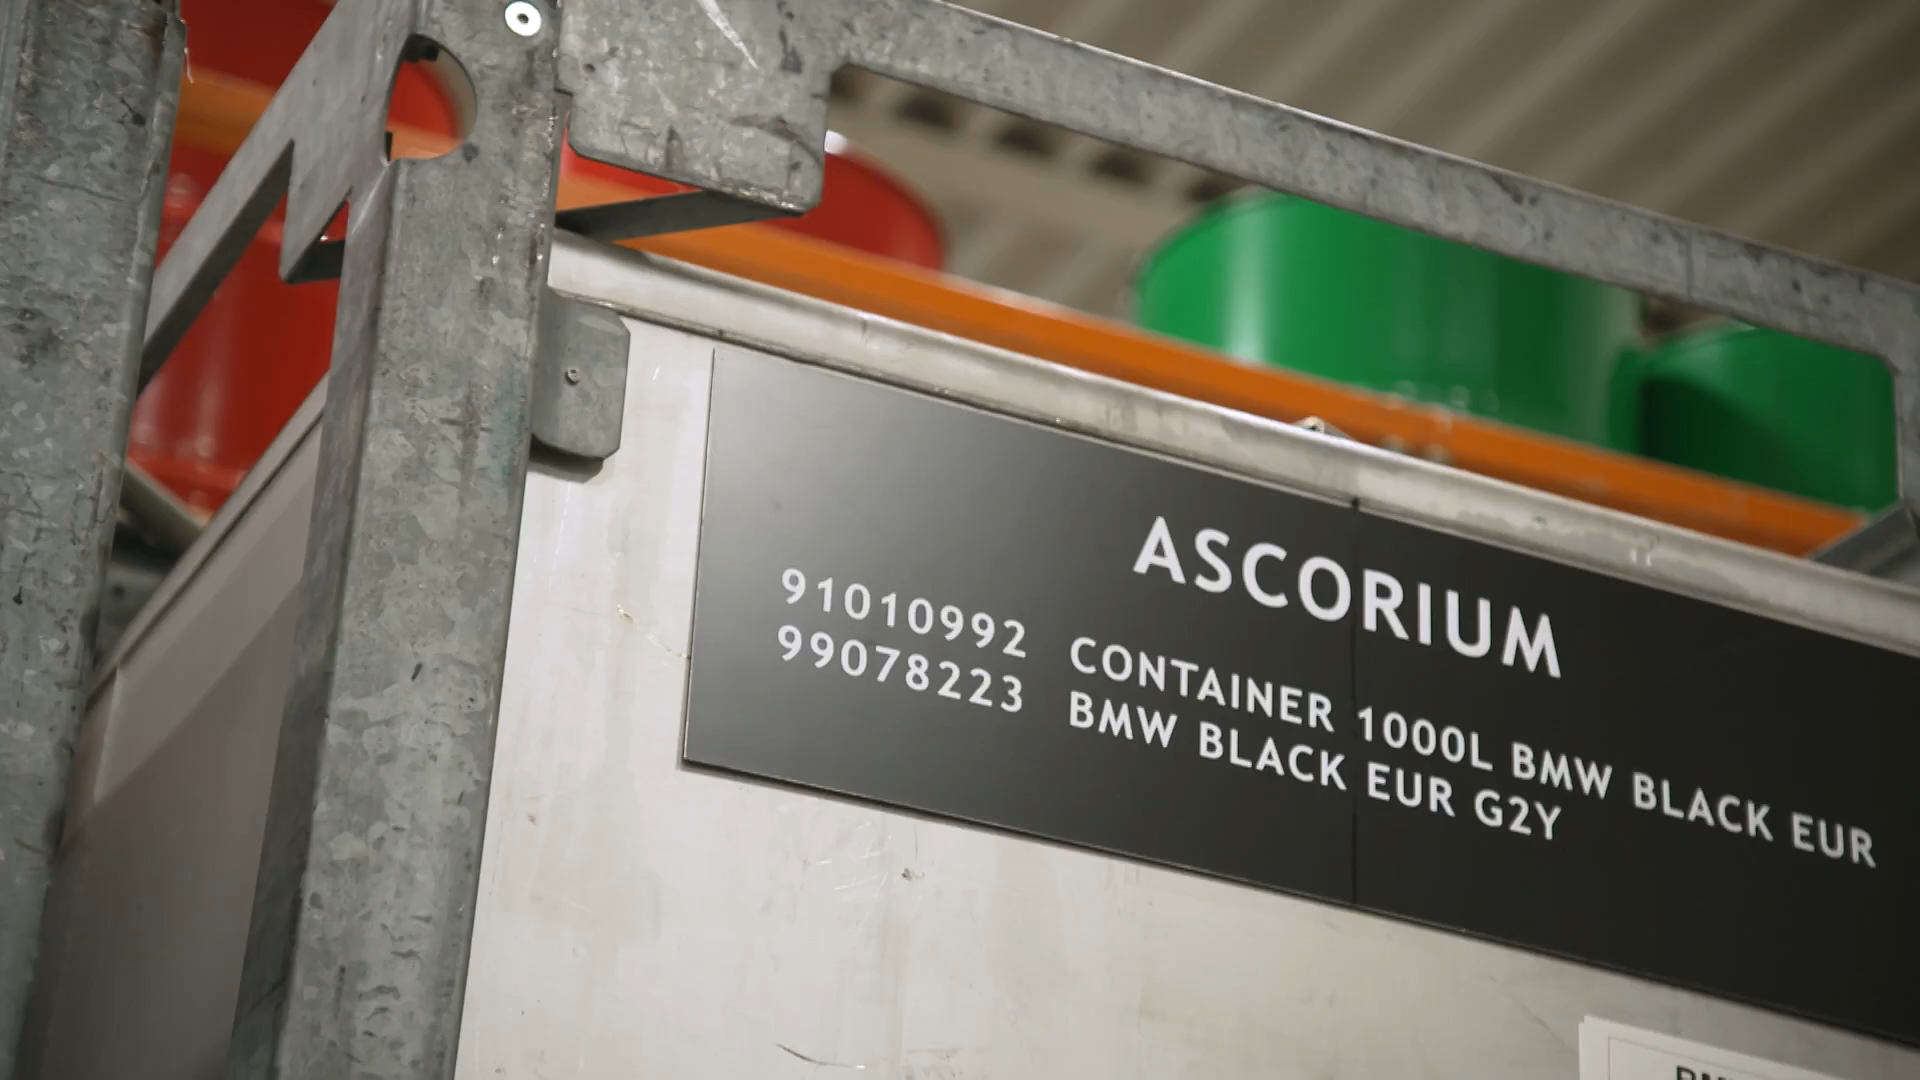 ASCORIUM
91010992 CONTAINER 1000L BMW BLACK EUR
99078223 BMW BLACK EUR G2Y